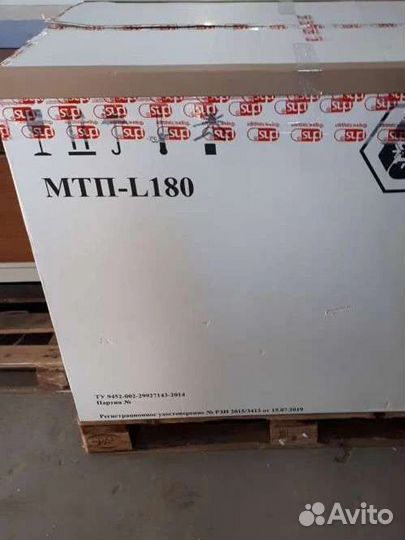 МТП-L180
ТУ 9452-002-29927143-2014
Партия №
Регистрационное удостоверение № РЗН 2015/3413 от 15.07.2019
Avito